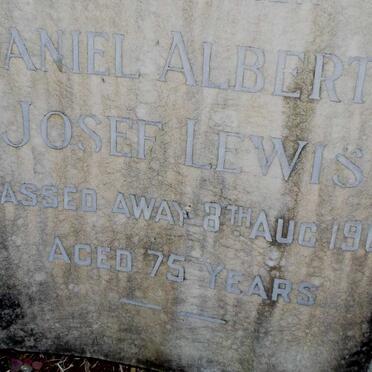 ANIEL ALBERT
JOSEF LEWIS
ASSED AWAY 8TH AUG 19
AGED 75 YEARS